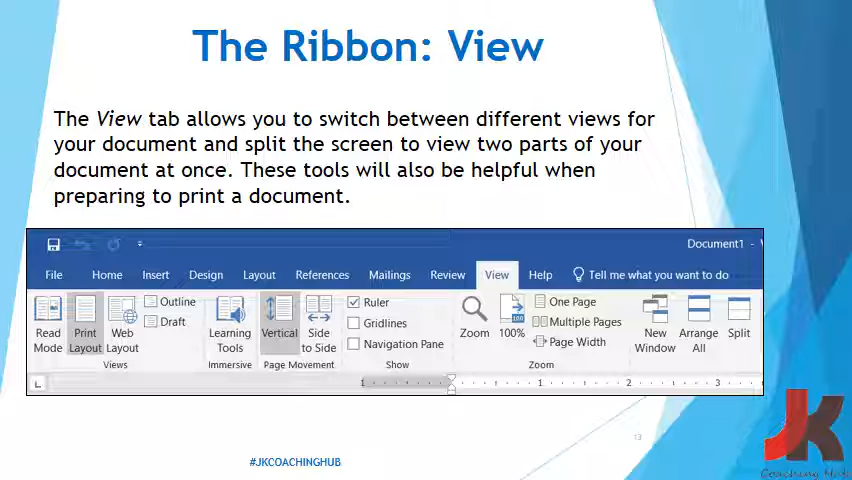 The Ribbon: View
The View tab allows you to switch between different views for
your document and split the screen to view two parts of your
document at once. These tools will also be helpful when
preparing to print a document.
Document1 -
File Home Insert Design Layout References Mailings Review View Help Tell me what you want to do
Read Mode
Print Layout
Web Layout
Outline
Draft
Views
Learning Tools
Immersive
Vertical
Side to Side
Page Movement
Ruler
Gridlines
Navigation Pane
Show
Zoom
100%
One Page
Multiple Pages
Page Width
Zoom
New Window
Arrange All
Split
1 1 2 3
13
#JKCOACHINGHUB
JK
Coaching